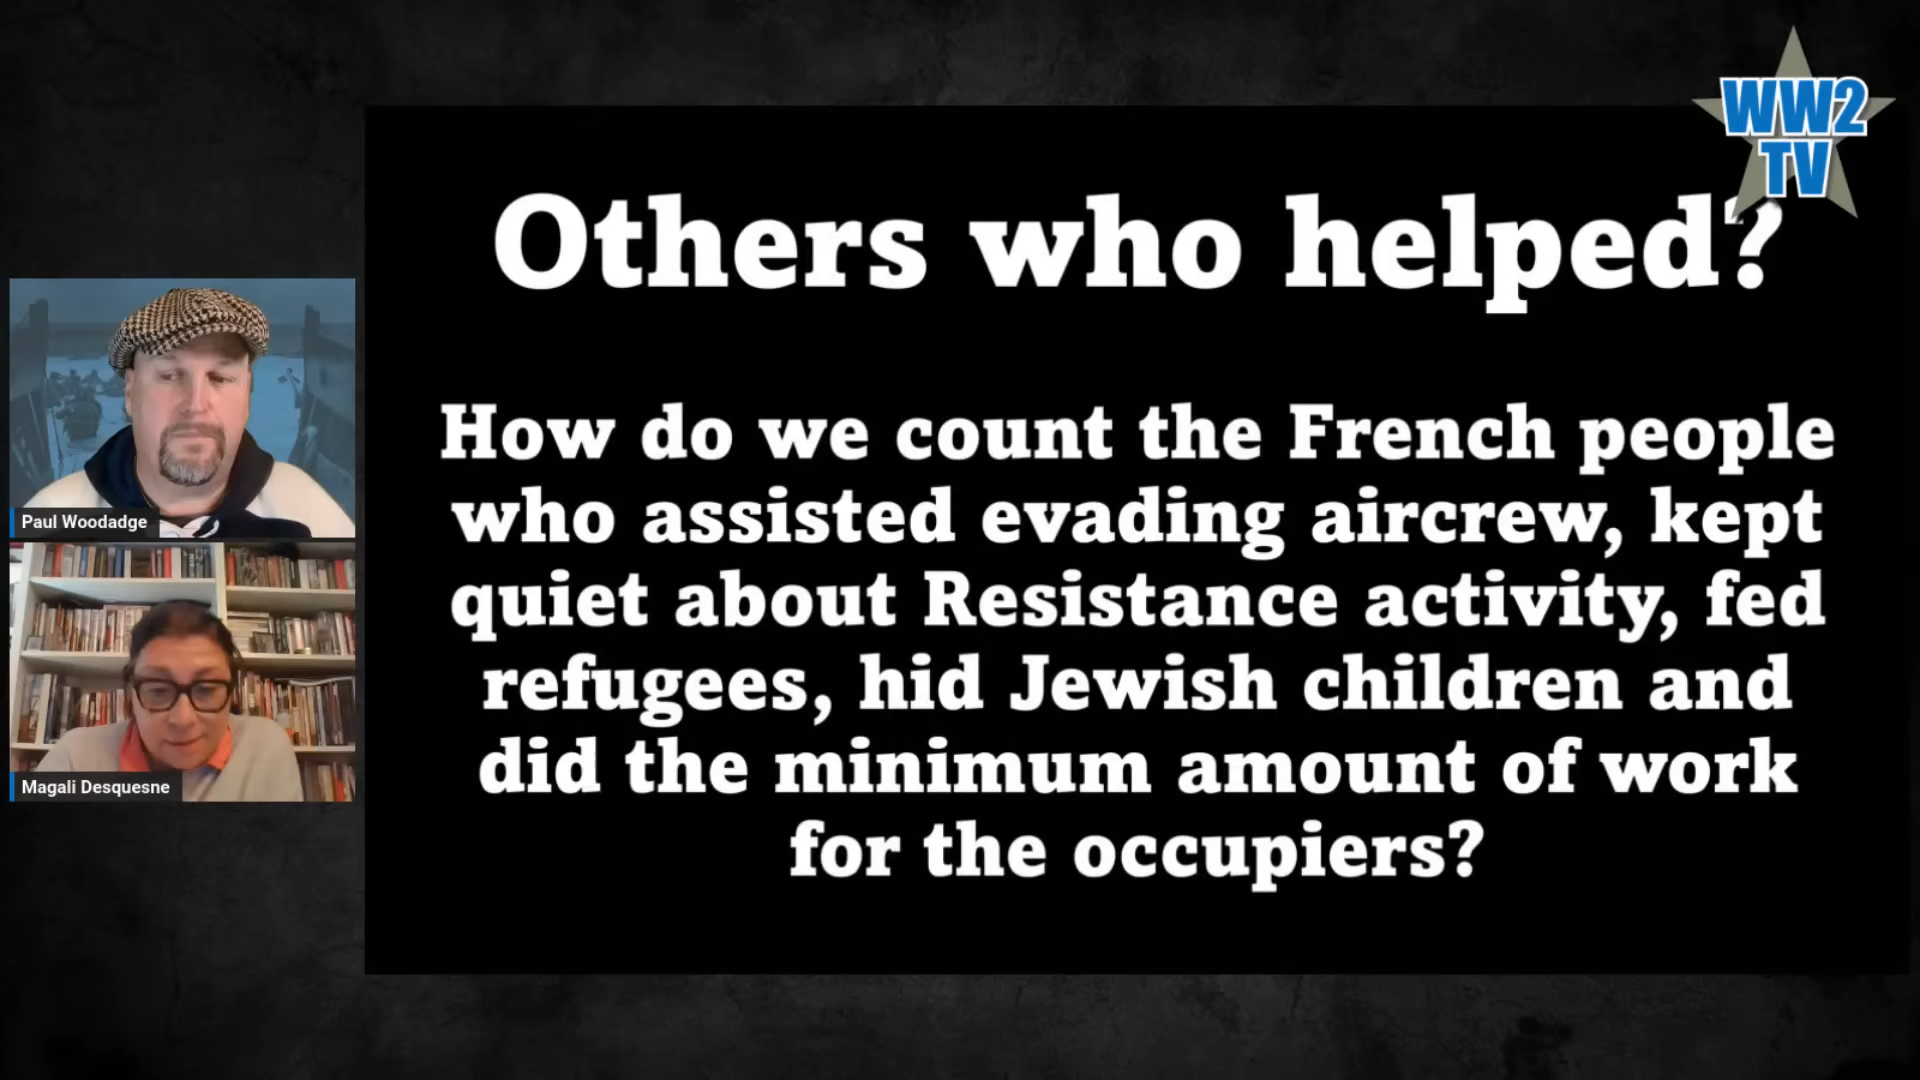 WW2
TV
Others who helped?
How do we count the French people
who assisted evading aircrew, kept
quiet about Resistance activity, fed
refugees, hid Jewish children and
did the minimum amount of work
for the occupiers?
Paul Woodadge
Magali Desquesne